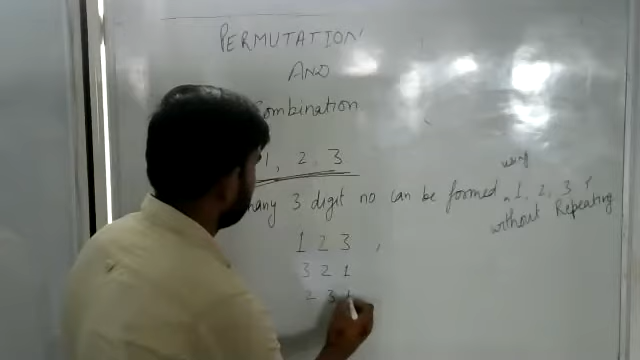 PERMUTATION
AND
Combination
1, 2, 3
many 3 digit no can be formed using 1, 2, 3 ?
without Repeating
1 2 3 ,
3 2 1
2 3 1